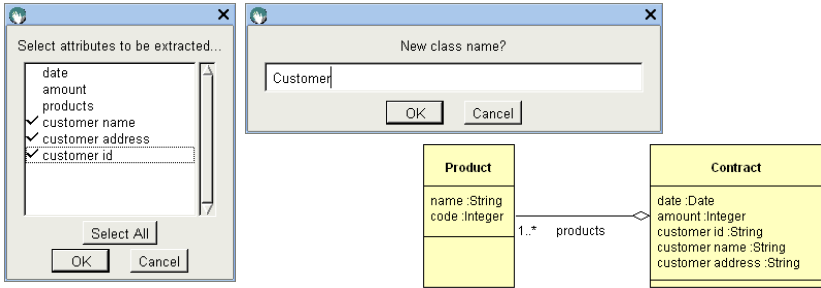 Select attributes to be extracted...
date
amount
products
customer name
customer address
customer id
Select All
OK Cancel
New class name?
Customer
OK Cancel
Product
name :String
code :Integer
1..* products
Contract
date :Date
amount :Integer
customer id :String
customer name :String
customer address :String